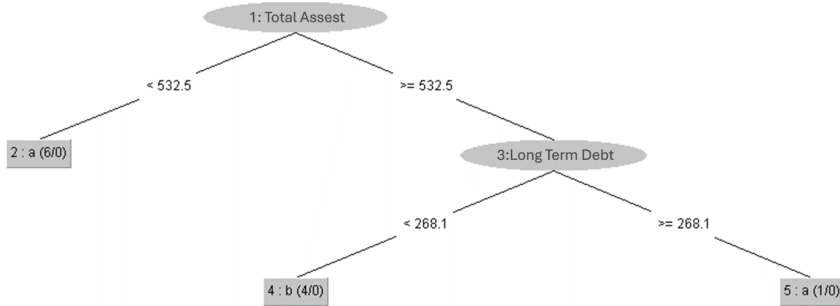 1: Total Assest
< 532.5
>= 532.5
2 : a (6/0)
3:Long Term Debt
< 268.1
>= 268.1
4 : b (4/0)
5 : a (1/0)